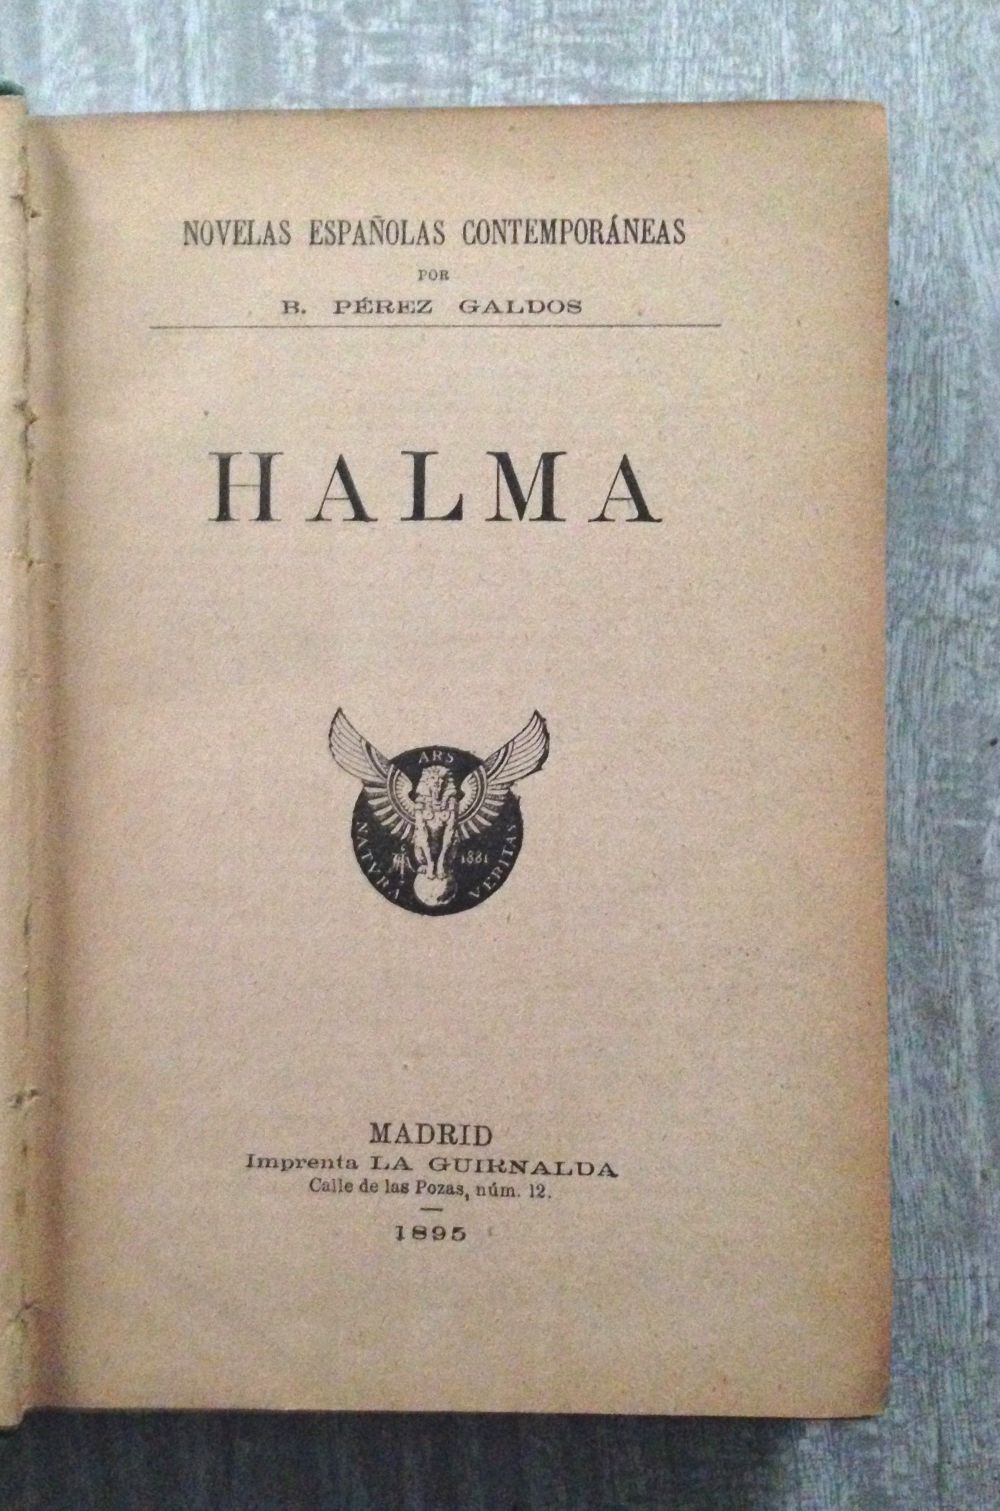 NOVELAS ESPAÑOLAS CONTEMPORÁNEAS
POR
B. PÉREZ GALDOS
HALMA
ARS
NATVRA
VERITAS
1881
MADRID
Imprenta LA GUIRNALDA
Calle de las Pozas, núm. 12.
1895